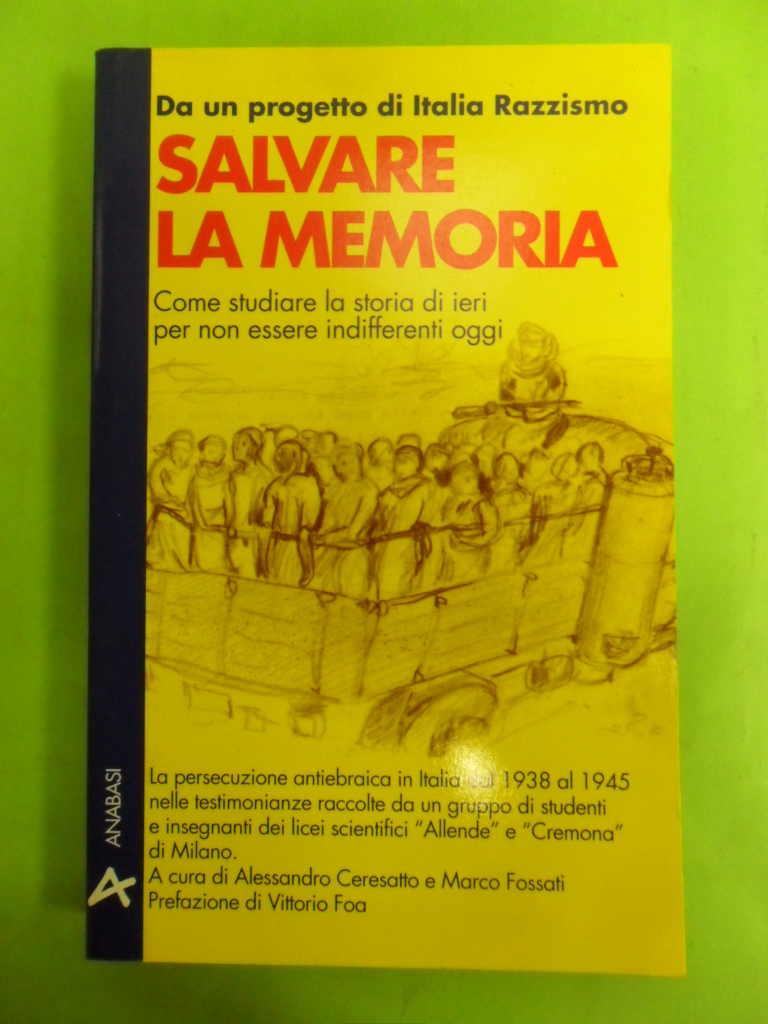 Da un progetto di Italia Razzismo
SALVARE
LA MEMORIA
Come studiare la storia di ieri
per non essere indifferenti oggi
La persecuzione antiebraica in Italia dal 1938 al 1945
nelle testimonianze raccolte da un gruppo di studenti
e insegnanti dei licei scientifici "Allende" e "Cremona"
di Milano.
A cura di Alessandro Ceresatto e Marco Fossati
Prefazione di Vittorio Foa
ANABASI